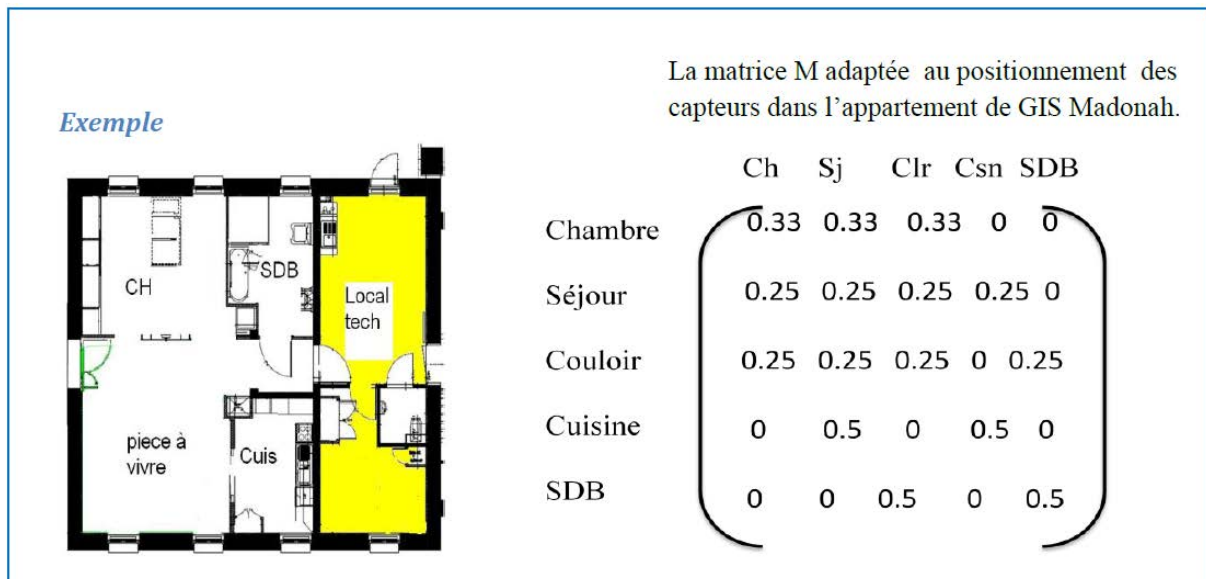 La matrice M adaptée au positionnement des
capteurs dans l'appartement de GIS Madonah.
Exemple
CH
SDB
Local
tech
piece à
vivre
Cuis
Ch Sj Clr Csn SDB
Chambre 0.33 0.33 0.33 0 0
Séjour 0.25 0.25 0.25 0.25 0
Couloir 0.25 0.25 0.25 0 0.25
Cuisine 0 0.5 0 0.5 0
SDB 0 0 0.5 0 0.5